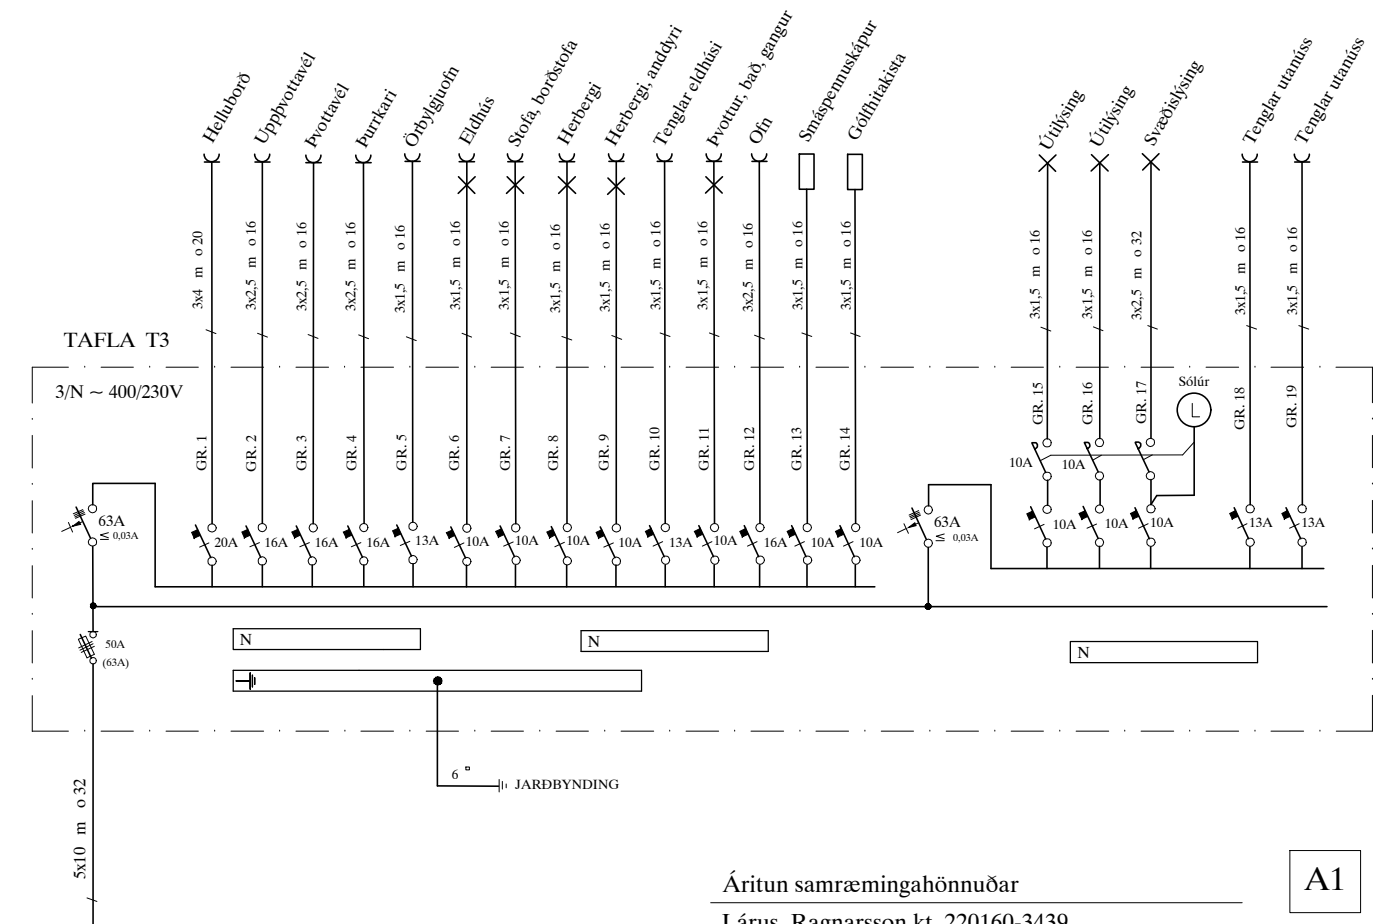 Helluborð
Uppþvottavél
Þvottavél
Þurrkari
Örbylgjuofn
Eldhús
Stofa, borðstofa
Herbergi
Herbergi, anddyri
Tenglar eldhúsi
Þvottur, bað, gangur
Ofn
Smáspennuskápur
Gólfhitakista
Útilýsing
Útilýsing
Svæðislýsing
Tenglar utanúss
Tenglar utanúss
3x4 m o 20
3x2,5 m o 16
3x2,5 m o 16
3x2,5 m o 16
3x1,5 m o 16
3x1,5 m o 16
3x1,5 m o 16
3x1,5 m o 16
3x1,5 m o 16
3x1,5 m o 16
3x1,5 m o 16
3x2,5 m o 16
3x1,5 m o 16
3x1,5 m o 16
3x1,5 m o 16
3x1,5 m o 16
3x2,5 m o 32
3x1,5 m o 16
3x1,5 m o 16
TAFLA T3
3/N ~ 400/230V
Sólúr
L
GR. 1
GR. 2
GR. 3
GR. 4
GR. 5
GR. 6
GR. 7
GR. 8
GR. 9
GR. 10
GR. 11
GR. 12
GR. 13
GR. 14
GR. 15
GR. 16
GR. 17
GR. 18
GR. 19
10A
10A
63A
≤ 0,03A
20A
16A
16A
16A
13A
10A
10A
10A
10A
13A
10A
16A
10A
10A
63A
≤ 0,03A
10A
10A
10A
13A
13A
50A
(63A)
N
N
N
6 □
JARÐBYNDING
5x10 m o 32
Áritun samræmingahönnuðar
A1
Lárus Ragnarsson kt. 220160-3439